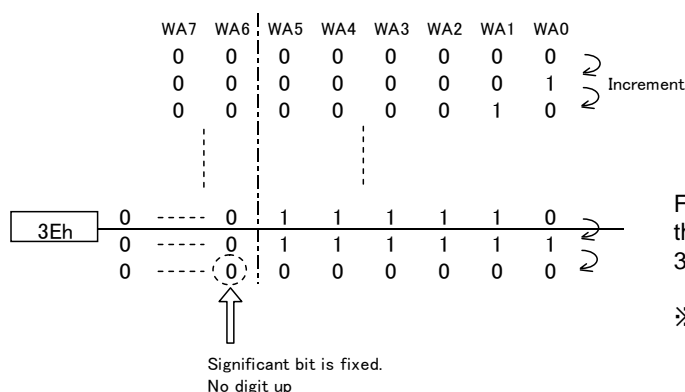 WA7 WA6 WA5 WA4 WA3 WA2 WA1 WA0
0 0 0 0 0 0 0 0
0 0 0 0 0 0 0 1
0 0 0 0 0 0 1 0
Increment
3Eh
0 ----- 0 1 1 1 1 1 0
0 ----- 0 1 1 1 1 1 1
0 ----- 0 0 0 0 0 0 0
Significant bit is fixed.
No digit up
F
th
3
※